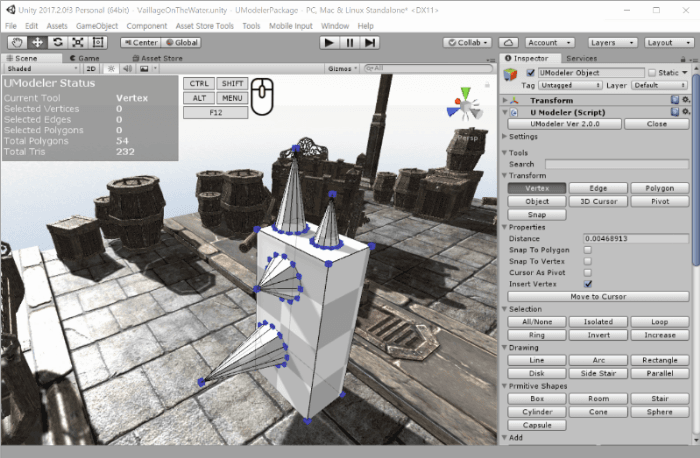 Unity 2017.2.0f3 Personal (64bit) - VaillageOnTheWater.unity - UModelerPackage - PC, Mac & Linux Standalone* <DX11>
File Edit Assets GameObject Component Asset Store Tools Tools Mobile Input Window Help
Center Global Collab Account Layers Layout
Scene Game Asset Store
Shaded 2D Gizmos All
UModeler Status
Current Tool Vertex
Selected Vertices 0
Selected Edges 0
Selected Polygons 0
Total Polygons 54
Total Tris 232
CTRL SHIFT
ALT MENU
F12
Persp
Inspector Services
UModeler Object Static
Tag Untagged Layer Default
Transform
U Modeler (Script)
UModeler Ver 2.0.0 Close
Settings
Tools
Search
Transform
Vertex Edge Polygon
Object 3D Cursor Pivot
Snap
Properties
Distance 0.00468913
Snap To Polygon
Snap To Vertex
Cursor As Pivot
Insert Vertex
Move to Cursor
Selection
All/None Isolated Loop
Ring Invert Increase
Drawing
Line Arc Rectangle
Disk Side Stair Parallel
Prmitive Shapes
Box Room Stair
Cylinder Cone Sphere
Capsule
Add